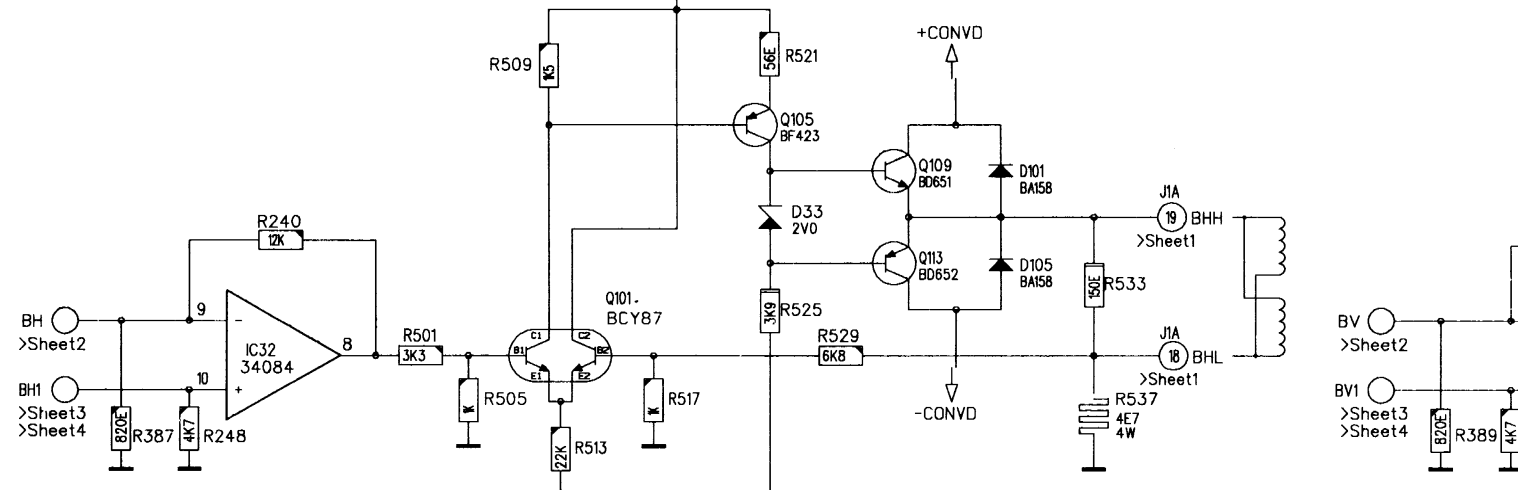 +CONVD
R509
1K5
56E
R521
Q105
BF423
Q109
BD651
D101
BA158
R240
12K
D33
2V0
J1A
19
BHH
>Sheet1
Q113
BD652
D105
BA158
150E
R533
BH
>Sheet2
9
−
8
IC32
34084
R501
3K3
Q101
BCY87
C1
C2
B1
B2
E1
E2
3K9
R525
R529
6K8
J1A
18
BHL
>Sheet1
BV
>Sheet2
BH1
>Sheet3
>Sheet4
10
+
820E
R387
4K7
R248
1K
R505
1K
R517
22K
R513
-CONVD
R537
4E7
4W
BV1
>Sheet3
>Sheet4
820E
R389
4K7